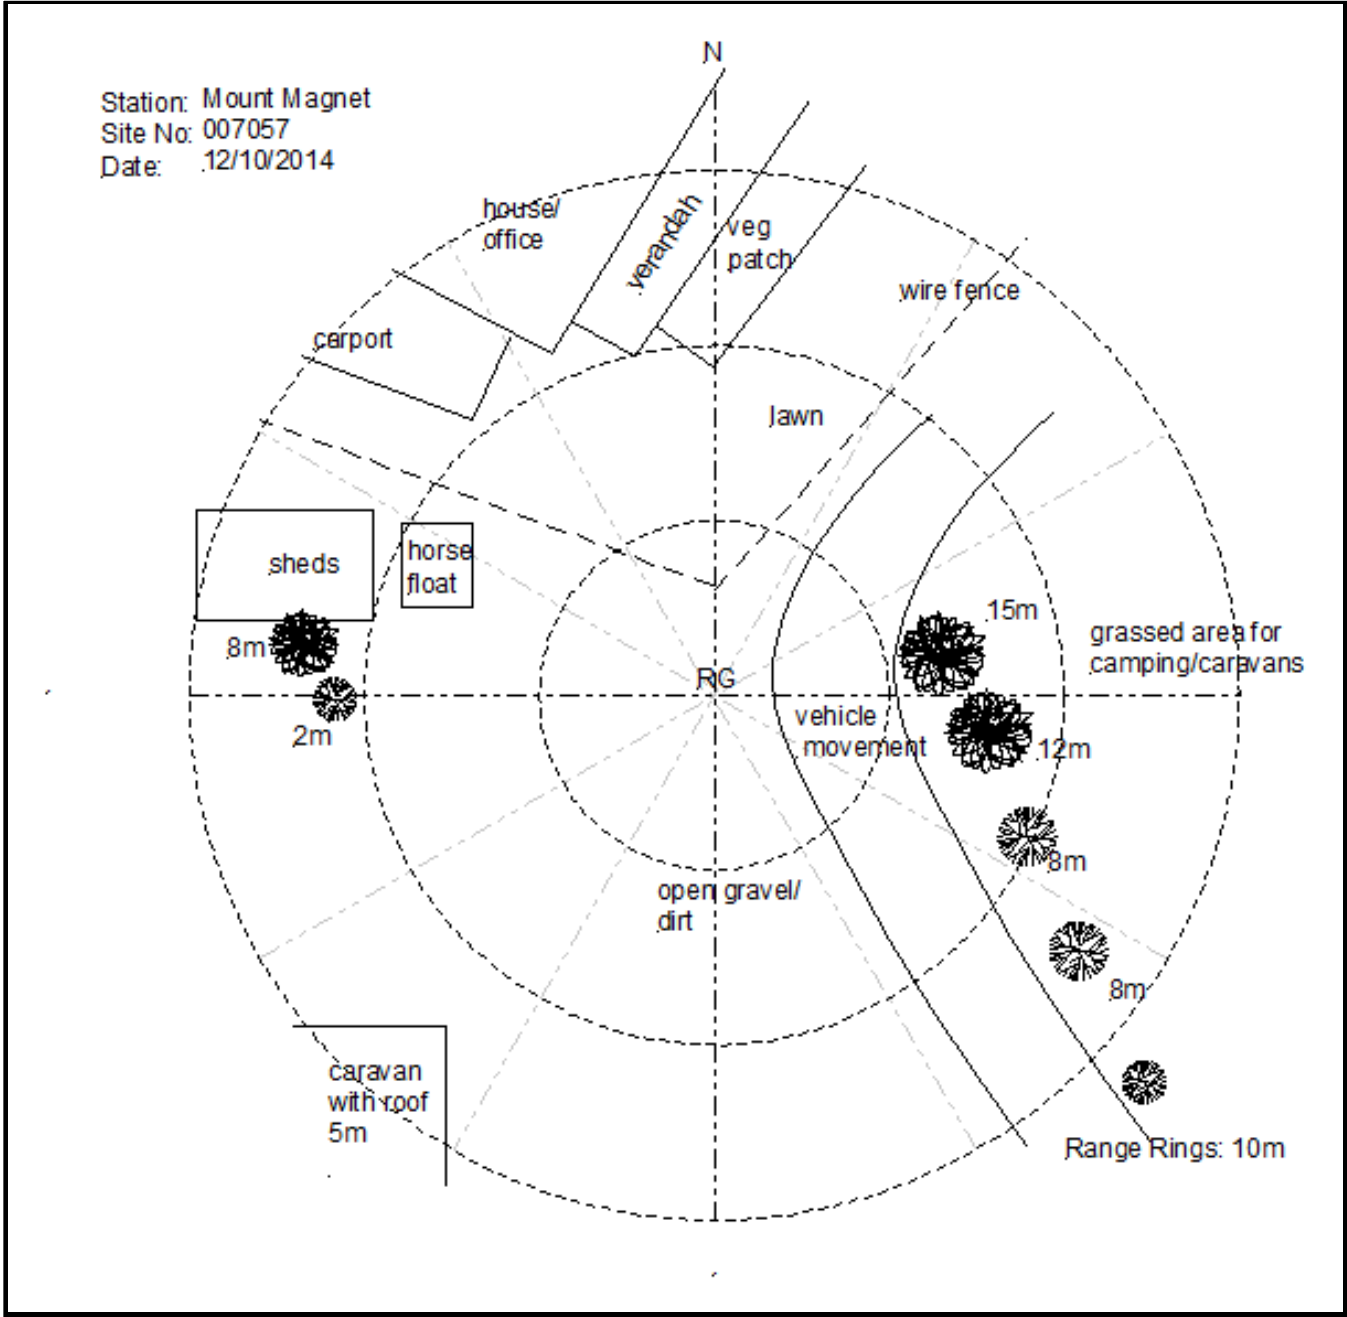 N
Station: Mount Magnet
Site No: 007057
Date: 12/10/2014
house/
office
verandah
veg
patch
wire fence
carport
lawn
sheds
horse
float
8m
2m
15m
grassed area for
camping/caravans
RG
vehicle
movement
12m
8m
open gravel/
dirt
8m
caravan
with roof
5m
Range Rings: 10m